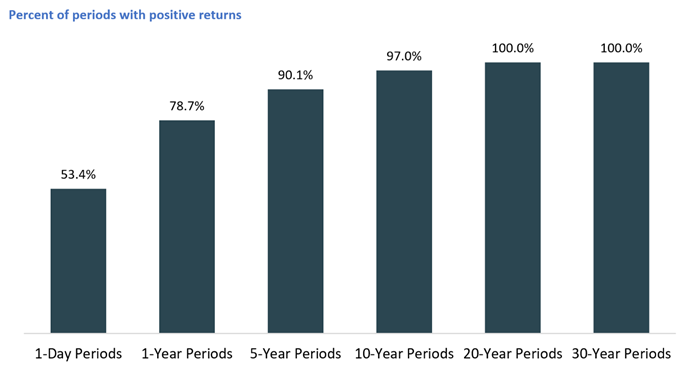 Percent of periods with positive returns
100.0% 100.0%
97.0%
90.1%
78.7%
53.4%
1-Day Periods 1-Year Periods 5-Year Periods 10-Year Periods 20-Year Periods 30-Year Periods